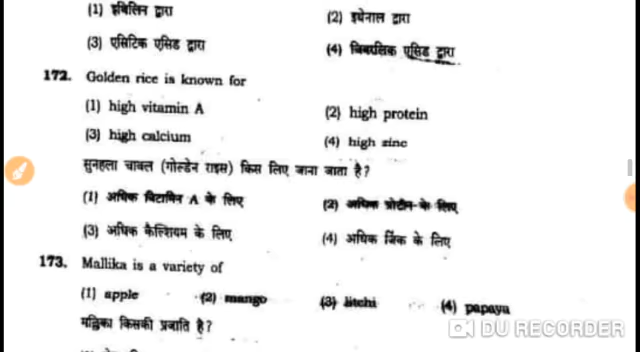 (1) इथिलिन द्वारा (2) इथेनाल द्वारा
(3) एसिटिक एसिड द्वारा (4) जिबरलिक एसिड द्वारा
172. Golden rice is known for
(1) high vitamin A (2) high protein
(3) high calcium (4) high zinc
सुनहला चावल (गोल्डेन राइस) किस लिए जाना जाता है?
(1) अधिक विटामिन A के लिए (2) अधिक प्रोटीन के लिए
(3) अधिक कैल्शियम के लिए (4) अधिक जिंक के लिए
173. Mallika is a variety of
(1) apple (2) mango (3) litchi (4) papaya
मल्लिका किसकी प्रजाति है?
DU RECORDER